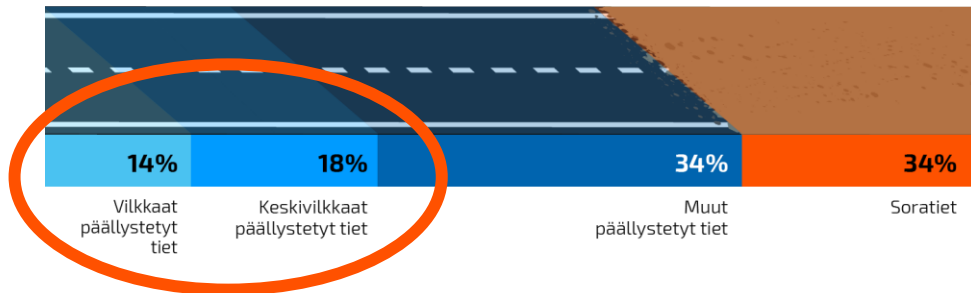 14%
18%
34%
34%
Vilkkaat
päällystetyt
tiet
Keskivilkkaat
päällystetyt tiet
Muut
päällystetyt tiet
Soratiet